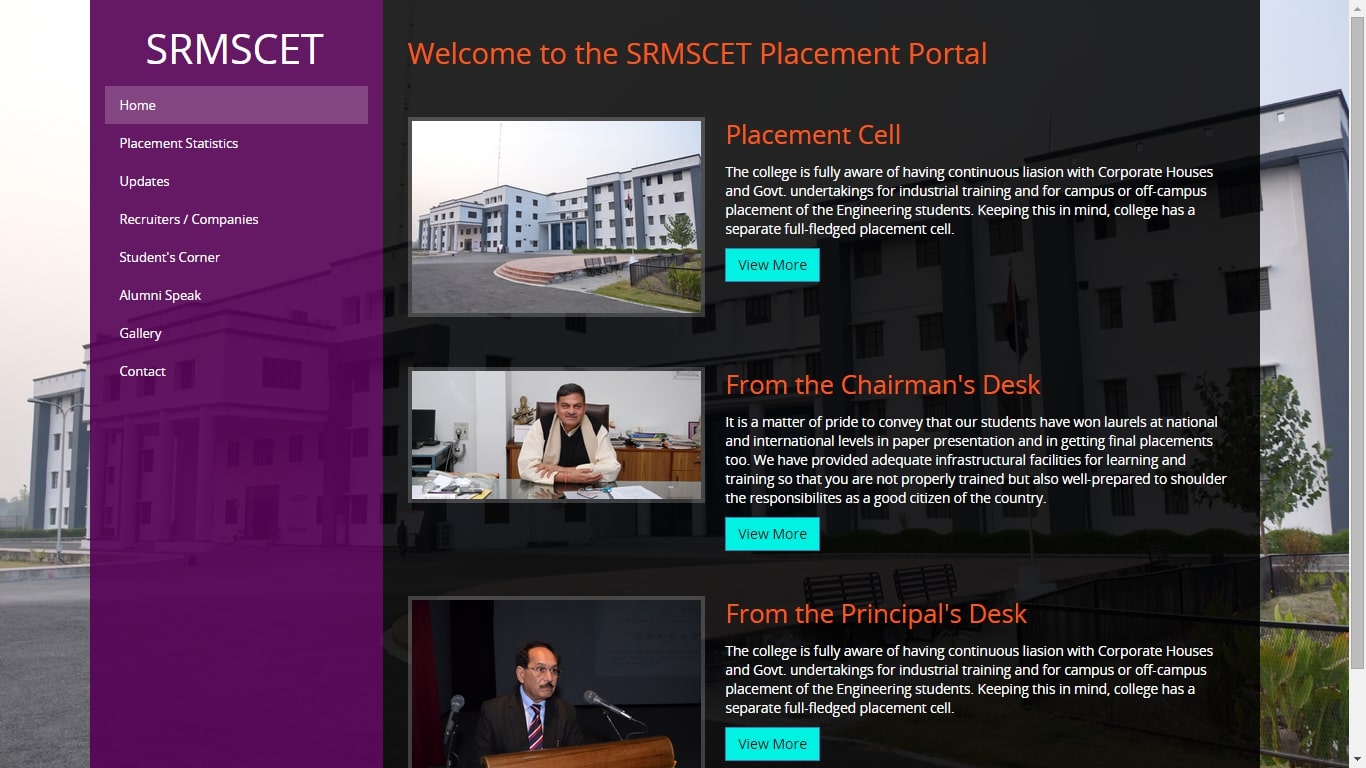 SRMSCET
Home
Placement Statistics
Updates
Recruiters / Companies
Student's Corner
Alumni Speak
Gallery
Contact
Welcome to the SRMSCET Placement Portal
Placement Cell
The college is fully aware of having continuous liasion with Corporate Houses
and Govt. undertakings for industrial training and for campus or off-campus
placement of the Engineering students. Keeping this in mind, college has a
separate full-fledged placement cell.
View More
From the Chairman's Desk
It is a matter of pride to convey that our students have won laurels at national
and international levels in paper presentation and in getting final placements
too. We have provided adequate infrastructural facilities for learning and
training so that you are not properly trained but also well-prepared to shoulder
the responsibilites as a good citizen of the country.
View More
From the Principal's Desk
The college is fully aware of having continuous liasion with Corporate Houses
and Govt. undertakings for industrial training and for campus or off-campus
placement of the Engineering students. Keeping this in mind, college has a
separate full-fledged placement cell.
View More